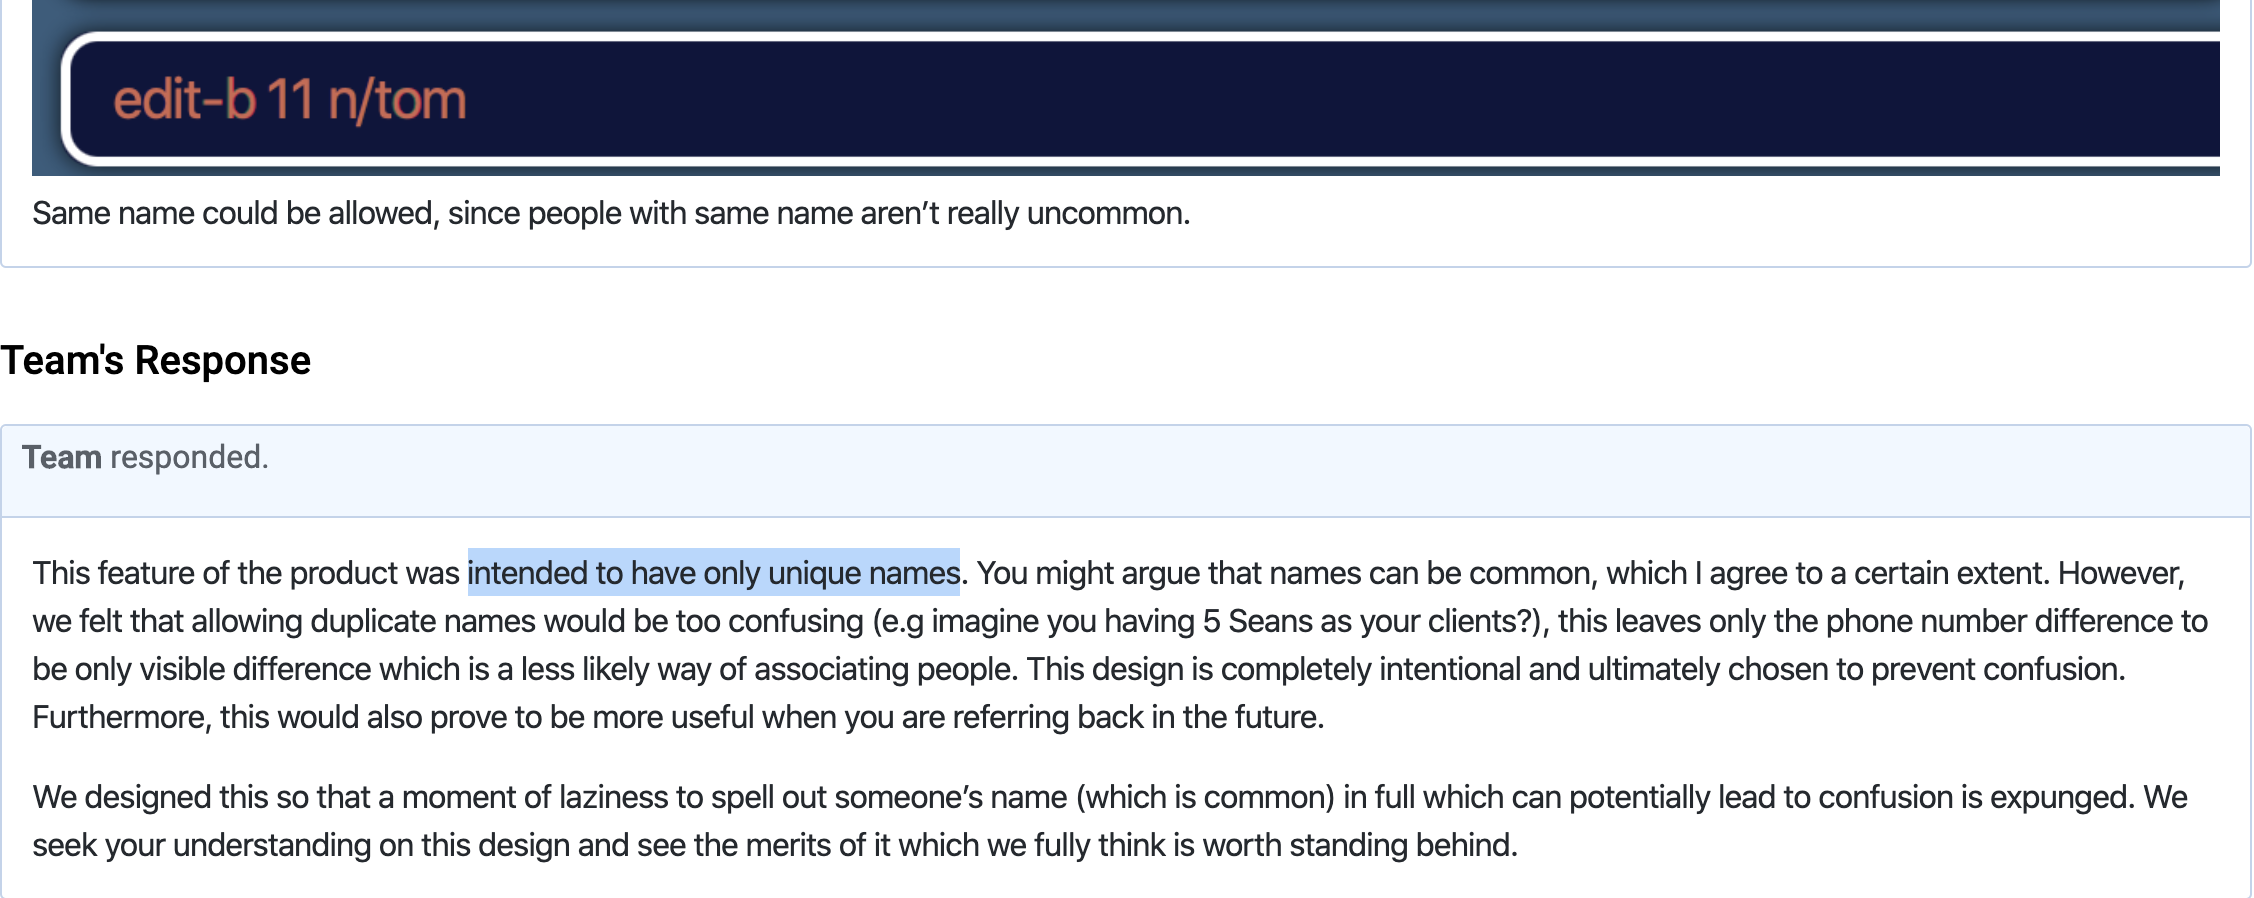 edit-b 11 n/tom
Same name could be allowed, since people with same name aren’t really uncommon.
Team's Response
Team responded.
This feature of the product was intended to have only unique names. You might argue that names can be common, which I agree to a certain extent. However,
we felt that allowing duplicate names would be too confusing (e.g imagine you having 5 Seans as your clients?), this leaves only the phone number difference to
be only visible difference which is a less likely way of associating people. This design is completely intentional and ultimately chosen to prevent confusion.
Furthermore, this would also prove to be more useful when you are referring back in the future.
We designed this so that a moment of laziness to spell out someone’s name (which is common) in full which can potentially lead to confusion is expunged. We
seek your understanding on this design and see the merits of it which we fully think is worth standing behind.